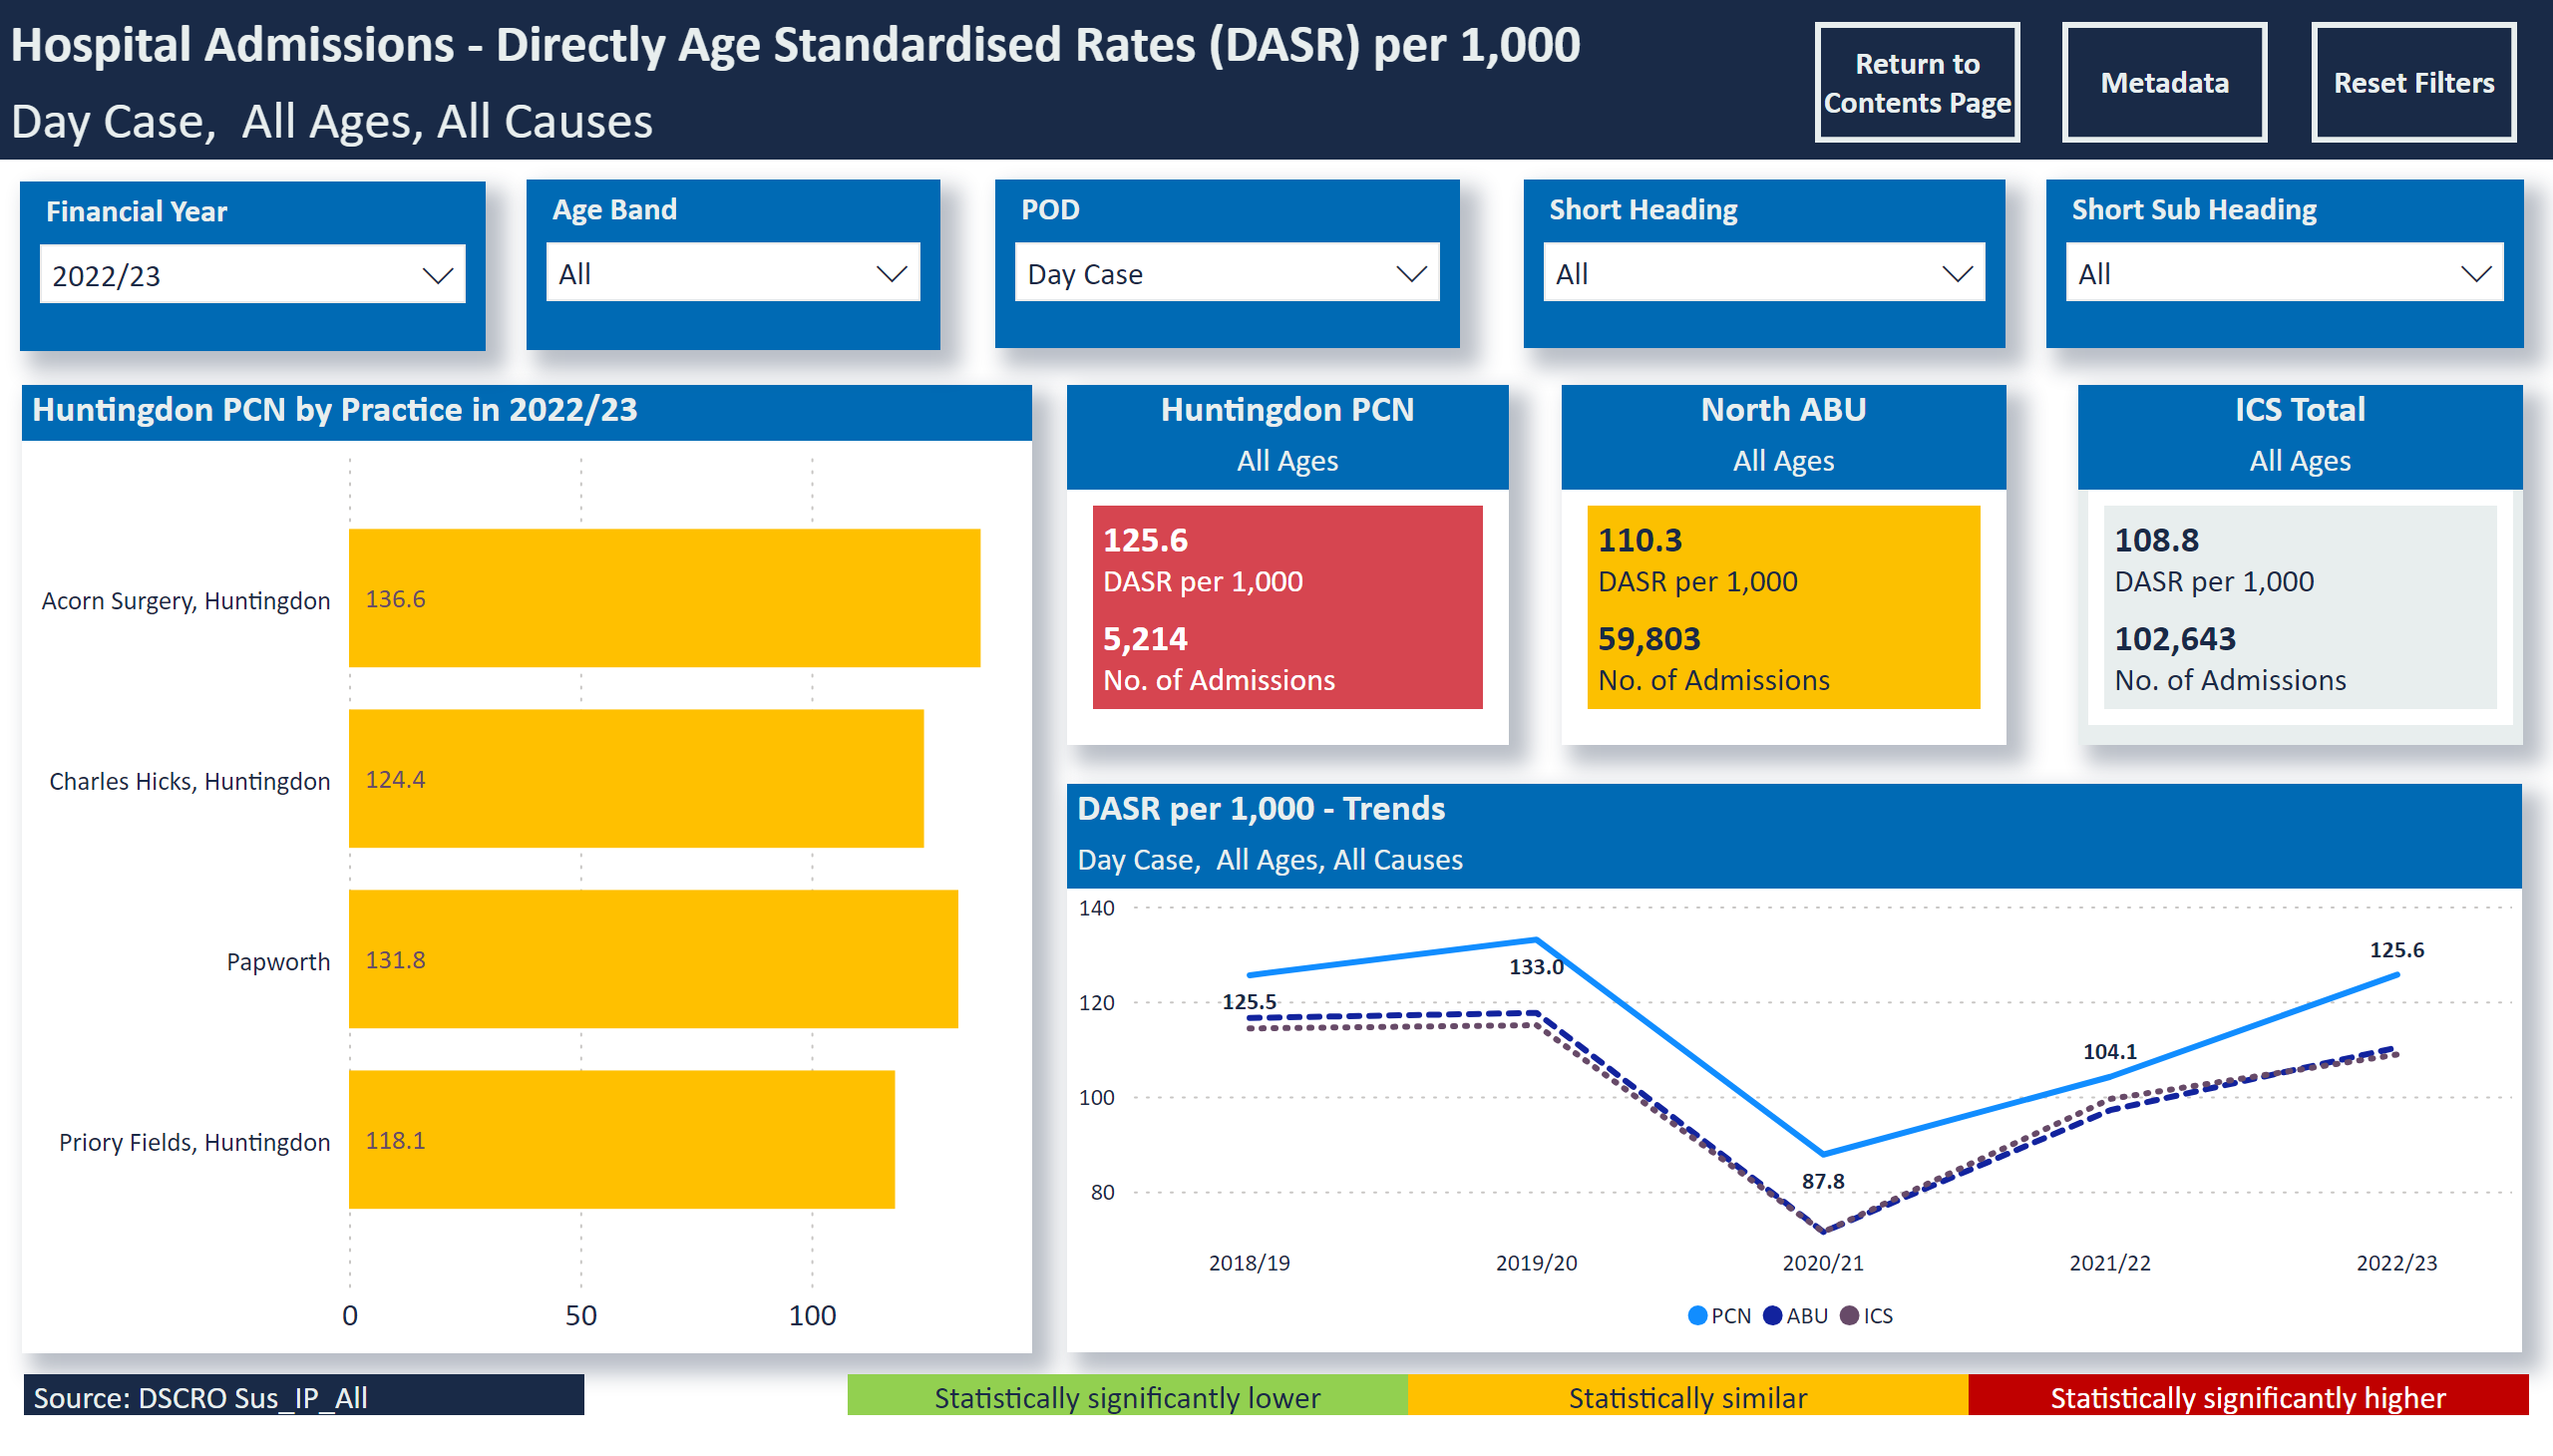 Hospital Admissions - Directly Age Standardised Rates (DASR) per 1,000
Day Case,  All Ages, All Causes
Return to
Contents Page
Metadata
Reset Filters
Financial Year
2022/23
Age Band
All
POD
Day Case
Short Heading
All
Short Sub Heading
All
Huntingdon PCN by Practice in 2022/23
Acorn Surgery, Huntingdon
136.6
Charles Hicks, Huntingdon
124.4
Papworth
131.8
Priory Fields, Huntingdon
118.1
0
50
100
Huntingdon PCN
All Ages
125.6
DASR per 1,000
5,214
No. of Admissions
North ABU
All Ages
110.3
DASR per 1,000
59,803
No. of Admissions
ICS Total
All Ages
108.8
DASR per 1,000
102,643
No. of Admissions
DASR per 1,000 - Trends
Day Case,  All Ages, All Causes
140
120
100
80
125.5
133.0
87.8
104.1
125.6
2018/19
2019/20
2020/21
2021/22
2022/23
PCN
ABU
ICS
Source: DSCRO Sus_IP_All
Statistically significantly lower
Statistically similar
Statistically significantly higher